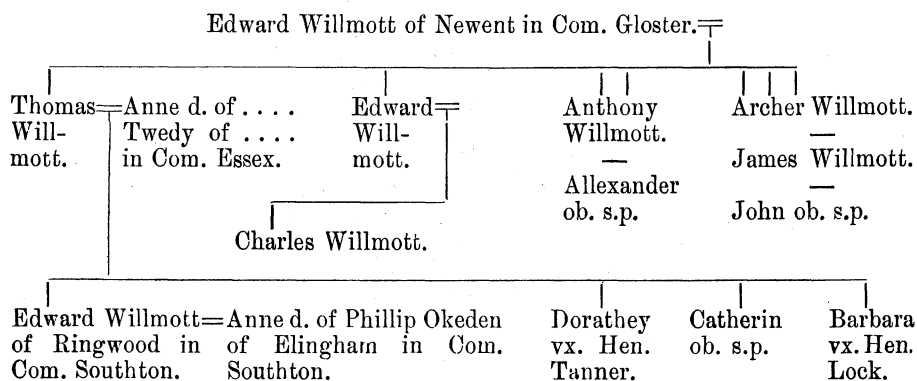 Edward Willmott of Newent in Com. Gloster.
Thomas
Will-
mott.
Anne d. of . . . .
Twedy of . . . .
in Com. Essex.
Edward
Will-
mott.
Anthony
Willmott.
—
Allexander
ob. s.p.
Archer Willmott.
—
James Willmott.
—
John ob. s.p.
Charles Willmott.
Edward Willmott
of Ringwood in
Com. Southton.
Anne d. of Phillip Okeden
of Elingham in Com.
Southton.
Dorathey
vx. Hen.
Tanner.
Catherin
ob. s.p.
Barbara
vx. Hen.
Lock.